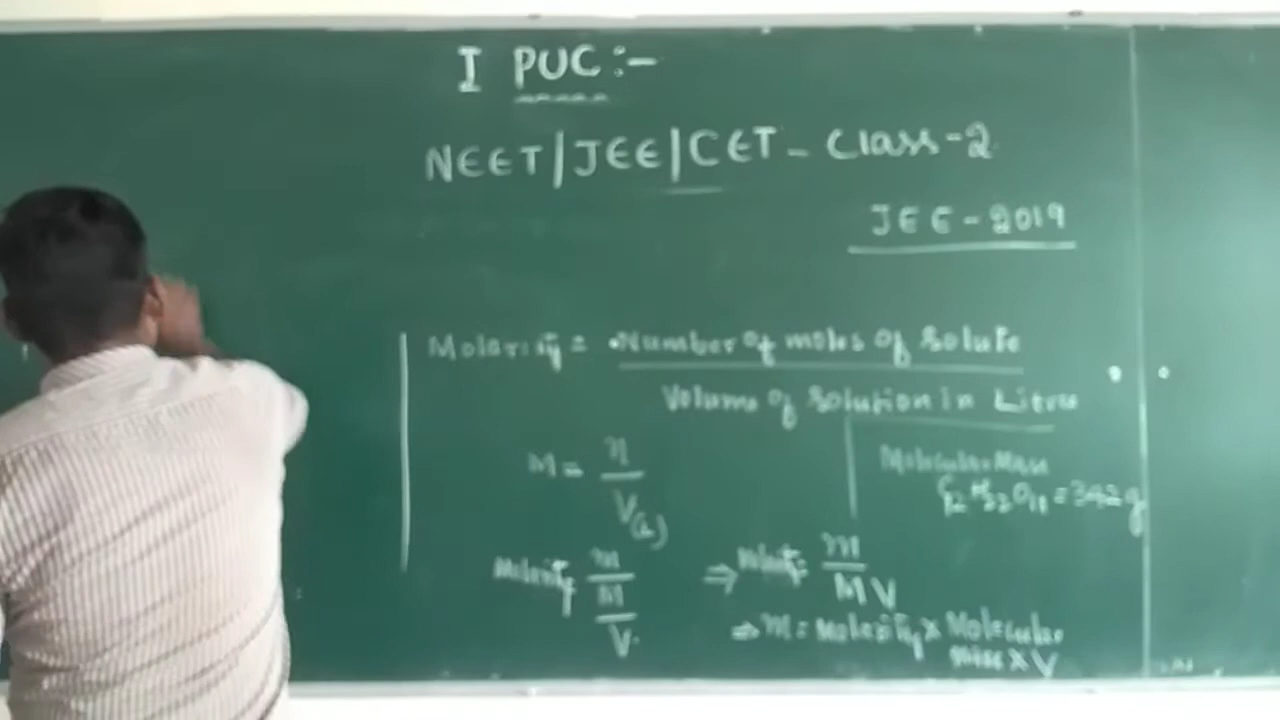 I PUC :-
NEET/JEE/CET - Class-2
JEE-2019
Molarity = Number of moles of solute
Volume of solution in Litres
M = n
V(L)
Molecular Mass
C12H22O11 = 342g
Molarity = m
M
V
⇒ Molarity = m
MV
⇒ m = Molarity × Molecular
mass × V